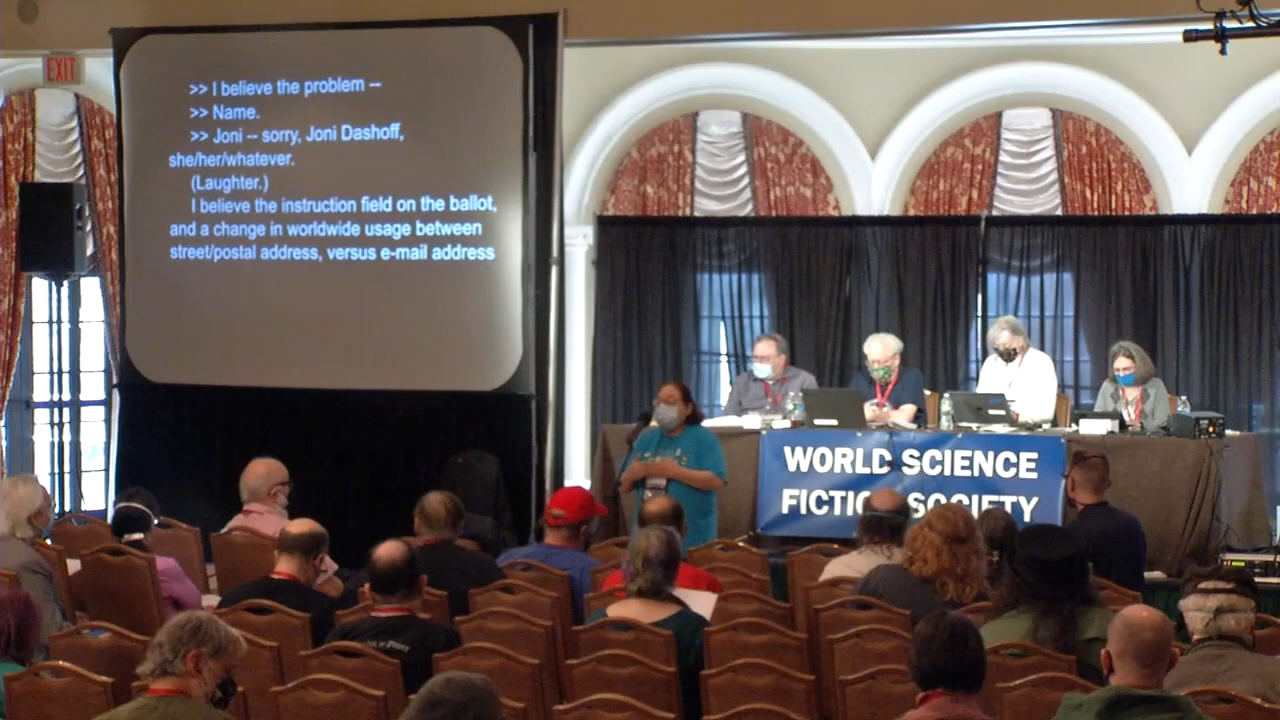 EXIT
>> I believe the problem --
>> Name.
>> Joni -- sorry, Joni Dashoff,
she/her/whatever.
(Laughter.)
I believe the instruction field on the ballot,
and a change in worldwide usage between
street/postal address, versus e-mail address
WORLD SCIENCE
FICTION SOCIETY